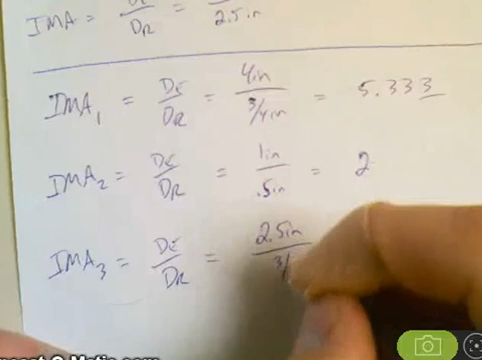 IMA = DE/DR = 2.5in
IMA₁ = DE/DR = 4in / 3/4in = 5.333
IMA₂ = DE/DR = 1in / .5in = 2
IMA₃ = DE/DR = 2.5in / 3/